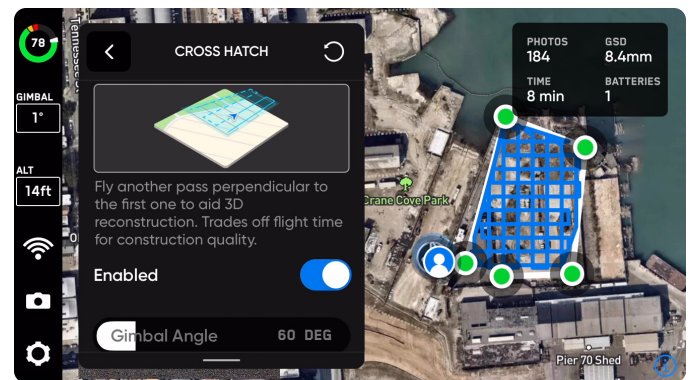 78
GIMBAL
1°
ALT
14ft
CROSS HATCH
Fly another pass perpendicular to
the first one to aid 3D
reconstruction. Trades off flight time
for construction quality.
Enabled
Gimbal Angle 60 DEG
PHOTOS GSD
184 8.4mm
TIME BATTERIES
8 min 1
Crane Cove Park
Pier 70 Shed